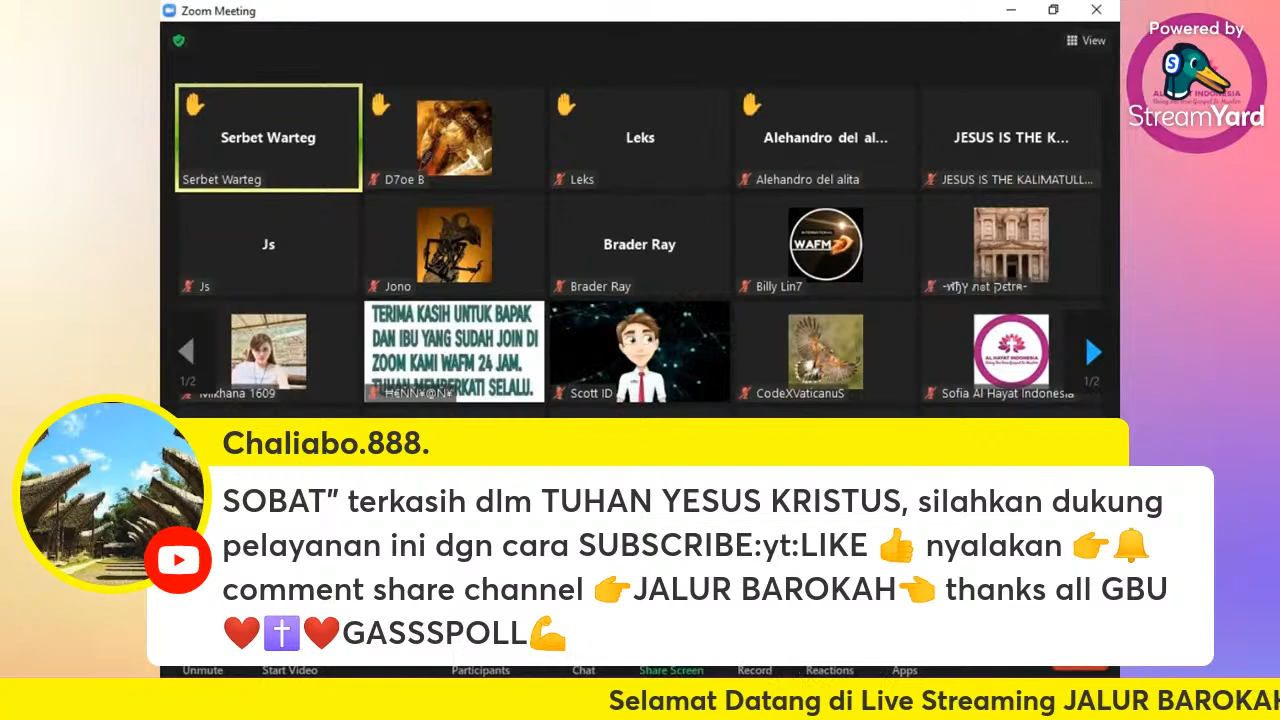 Zoom Meeting
View
Powered by
StreamYard
Serbet Warteg
Serbet Warteg
D7oe B
Leks
Leks
Alehandro del al...
Alehandro del alita
JESUS IS THE K...
JESUS IS THE KALIMATULL...
Js
Js
Jono
Brader Ray
Brader Ray
WAFM
Billy Lin7
1/2
Mikhana 1609
TERIMA KASIH UNTUK BAPAK
DAN IBU YANG SUDAH JOIN DI
ZOOM KAMI WAFM 24 JAM.
TUHAN MEMBERKATI SELALU.
Scott ID
CodeXVaticanuS
AL HAYAT INDONESIA
Sofia Al Hayat Indonesia
1/2
Chaliabo.888.
SOBAT” terkasih dlm TUHAN YESUS KRISTUS, silahkan dukung
pelayanan ini dgn cara SUBSCRIBE:yt:LIKE 👍 nyalakan 👉🔔
comment share channel 👉JALUR BAROKAH👈 thanks all GBU
❤️✝️❤️GASSSPOLL💪
Unmute
Start Video
Participants
Chat
Share Screen
Record
Reactions
Apps
Selamat Datang di Live Streaming JALUR BAROKAH